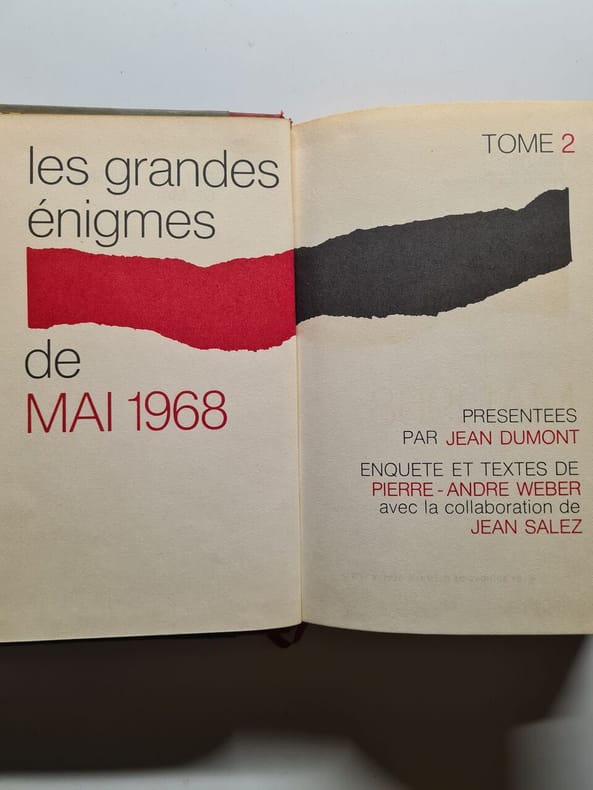 les grandes
énigmes
de
MAI 1968
TOME 2
PRESENTEES
PAR JEAN DUMONT
ENQUETE ET TEXTES DE
PIERRE-ANDRE WEBER
avec la collaboration de
JEAN SALEZ